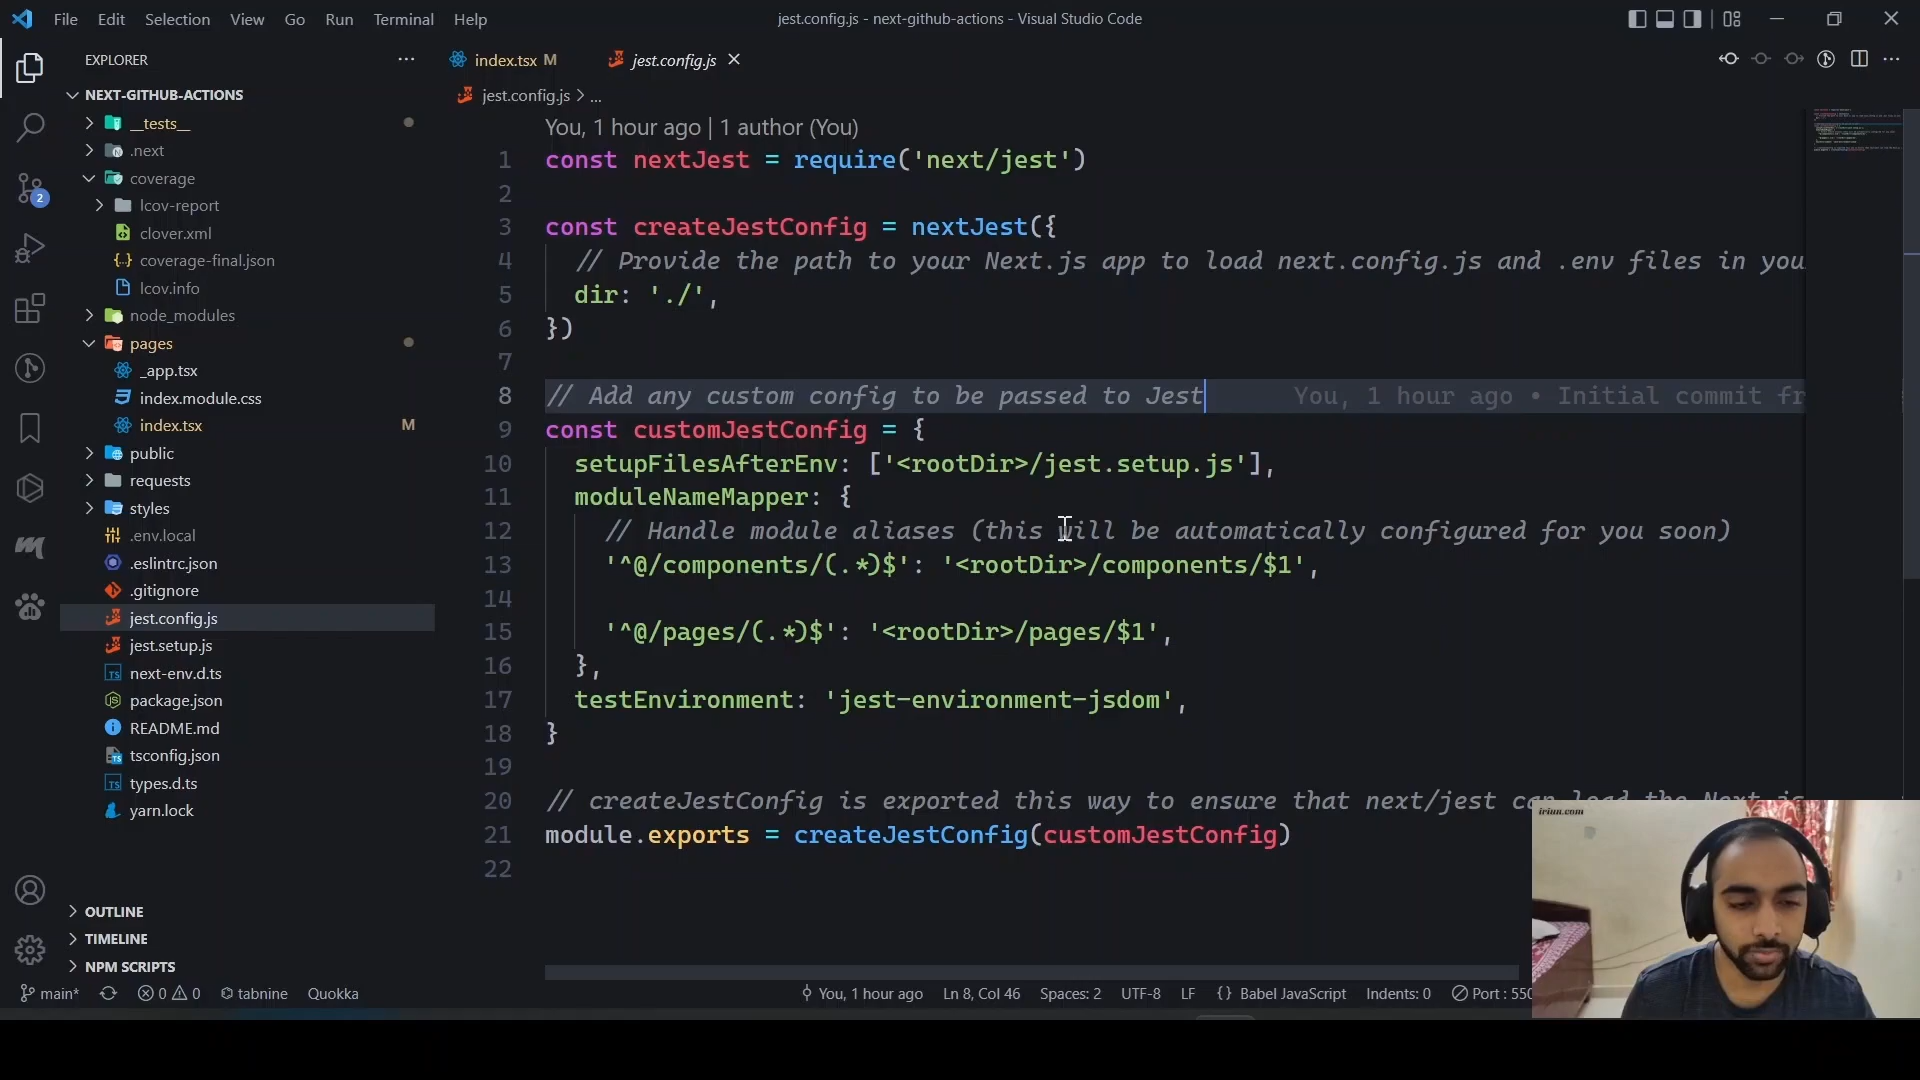 File Edit Selection View Go Run Terminal Help
jest.config.js - next-github-actions - Visual Studio Code
EXPLORER
NEXT-GITHUB-ACTIONS
__tests__
.next
coverage
lcov-report
clover.xml
coverage-final.json
lcov.info
node_modules
pages
_app.tsx
index.module.css
index.tsx M
public
requests
styles
.env.local
.eslintrc.json
.gitignore
jest.config.js
jest.setup.js
next-env.d.ts
package.json
README.md
tsconfig.json
types.d.ts
yarn.lock
OUTLINE
TIMELINE
NPM SCRIPTS
2
index.tsx M jest.config.js
jest.config.js > ...
You, 1 hour ago | 1 author (You)
1 const nextJest = require('next/jest')
2
3 const createJestConfig = nextJest({
4 // Provide the path to your Next.js app to load next.config.js and .env files in you
5 dir: './',
6 })
7
8 // Add any custom config to be passed to Jest You, 1 hour ago • Initial commit fr
9 const customJestConfig = {
10 setupFilesAfterEnv: ['<rootDir>/jest.setup.js'],
11 moduleNameMapper: {
12 // Handle module aliases (this will be automatically configured for you soon)
13 '^@/components/(.*)$': '<rootDir>/components/$1',
14
15 '^@/pages/(.*)$': '<rootDir>/pages/$1',
16 },
17 testEnvironment: 'jest-environment-jsdom',
18 }
19
20 // createJestConfig is exported this way to ensure that next/jest can load the Next.js
21 module.exports = createJestConfig(customJestConfig)
22
iriun.com
main* 0 0 tabnine Quokka You, 1 hour ago Ln 8, Col 46 Spaces: 2 UTF-8 LF {} Babel JavaScript Indents: 0 Port : 550